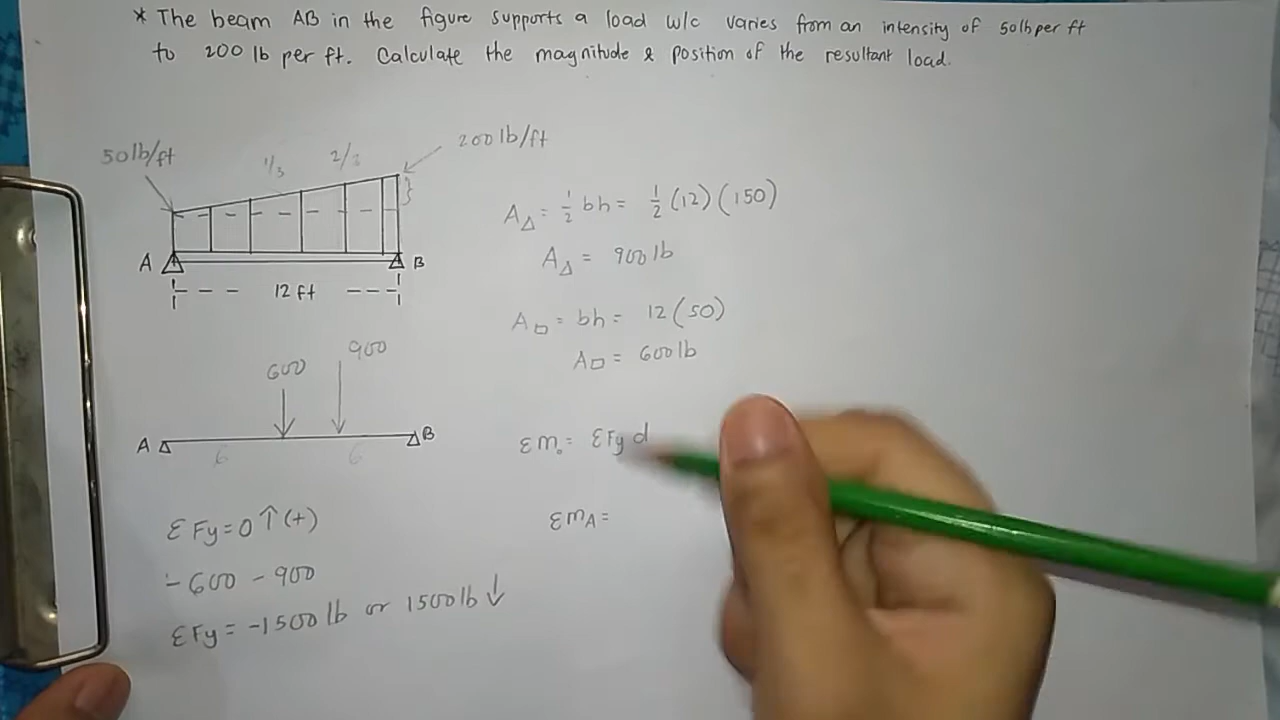 * The beam AB in the figure supports a load w/c varies from an intensity of 50lb per ft
to 200 lb per ft. Calculate the magnitude & position of the resultant load.
50lb/ft
1/3
2/3
200 lb/ft
A
B
12 ft
A△ = 1/2 bh = 1/2 (12)(150)
A△ = 900 lb
A▭ = bh = 12(50)
A▭ = 600 lb
600
900
A
B
6
6
ΣFy = 0 ↑(+)
-600 - 900
ΣFy = -1500 lb or 1500 lb ↓
Σm₀ = ΣFy d
ΣmA =